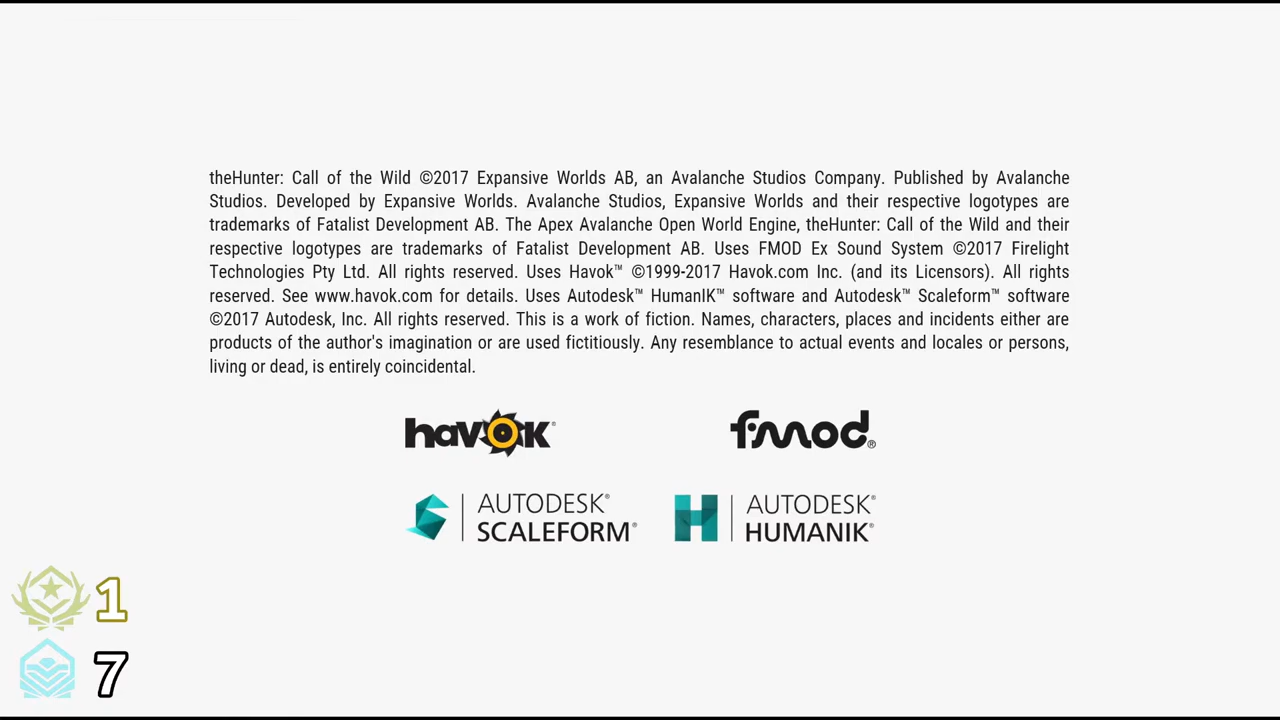 theHunter: Call of the Wild ©2017 Expansive Worlds AB, an Avalanche Studios Company. Published by Avalanche
Studios. Developed by Expansive Worlds. Avalanche Studios, Expansive Worlds and their respective logotypes are
trademarks of Fatalist Development AB. The Apex Avalanche Open World Engine, theHunter: Call of the Wild and their
respective logotypes are trademarks of Fatalist Development AB. Uses FMOD Ex Sound System ©2017 Firelight
Technologies Pty Ltd. All rights reserved. Uses Havok™ ©1999-2017 Havok.com Inc. (and its Licensors). All rights
reserved. See www.havok.com for details. Uses Autodesk™ HumanIK™ software and Autodesk™ Scaleform™ software
©2017 Autodesk, Inc. All rights reserved. This is a work of fiction. Names, characters, places and incidents either are
products of the author's imagination or are used fictitiously. Any resemblance to actual events and locales or persons,
living or dead, is entirely coincidental.
havok® fmod®
AUTODESK® AUTODESK®
SCALEFORM® HUMANIK®
1
7